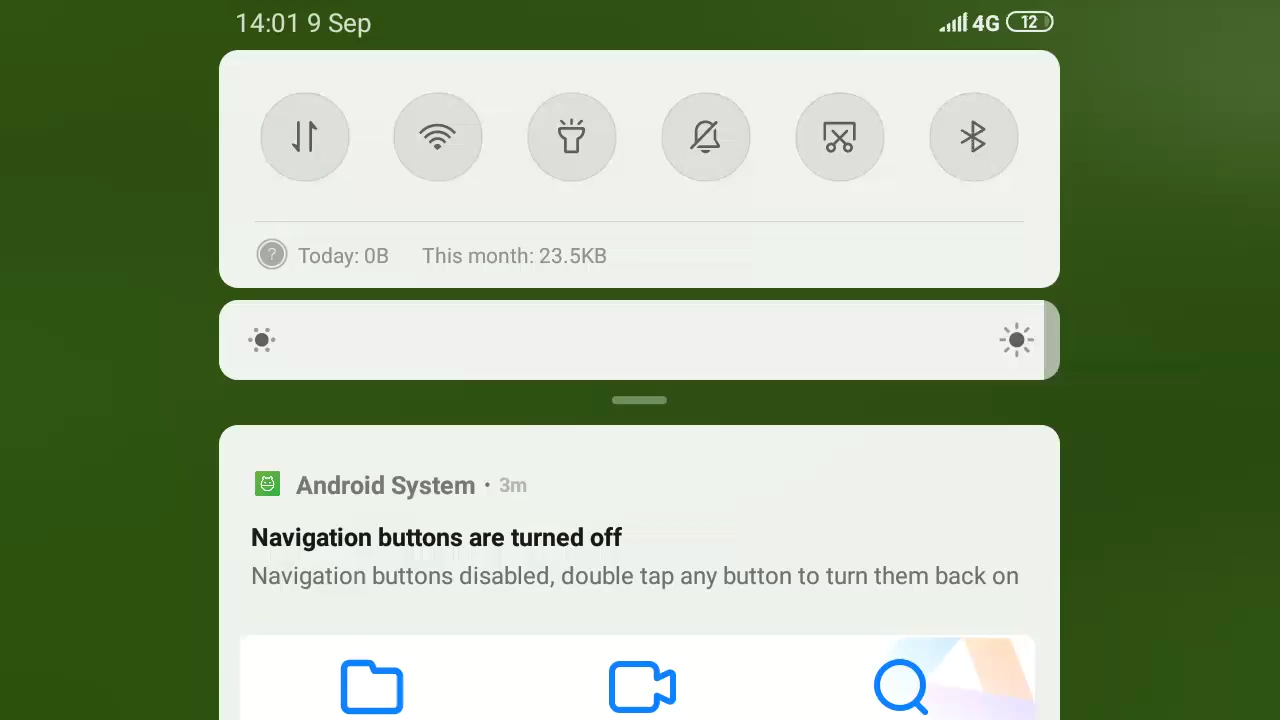 14:01 9 Sep 4G 12
? Today: 0B This month: 23.5KB
Android System • 3m
Navigation buttons are turned off
Navigation buttons disabled, double tap any button to turn them back on